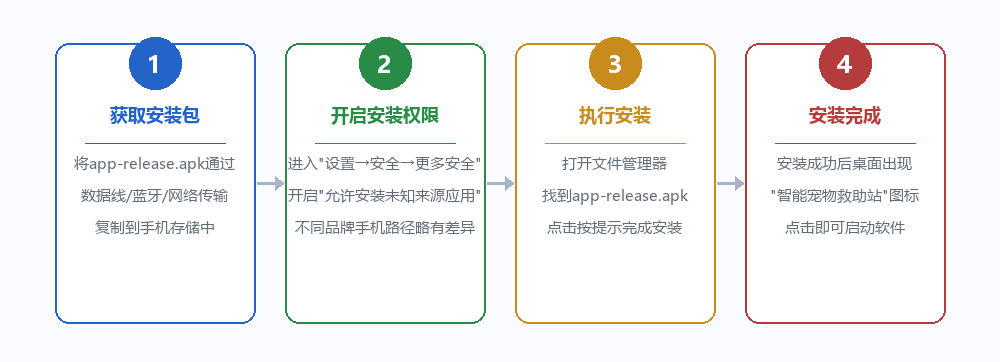 1
获取安装包
将app-release.apk通过
数据线/蓝牙/网络传输
复制到手机存储中
2
开启安装权限
进入"设置→安全→更多安全"
开启"允许安装未知来源应用"
不同品牌手机路径略有差异
3
执行安装
打开文件管理器
找到app-release.apk
点击按提示完成安装
4
安装完成
安装成功后桌面出现
"智能宠物救助站"图标
点击即可启动软件